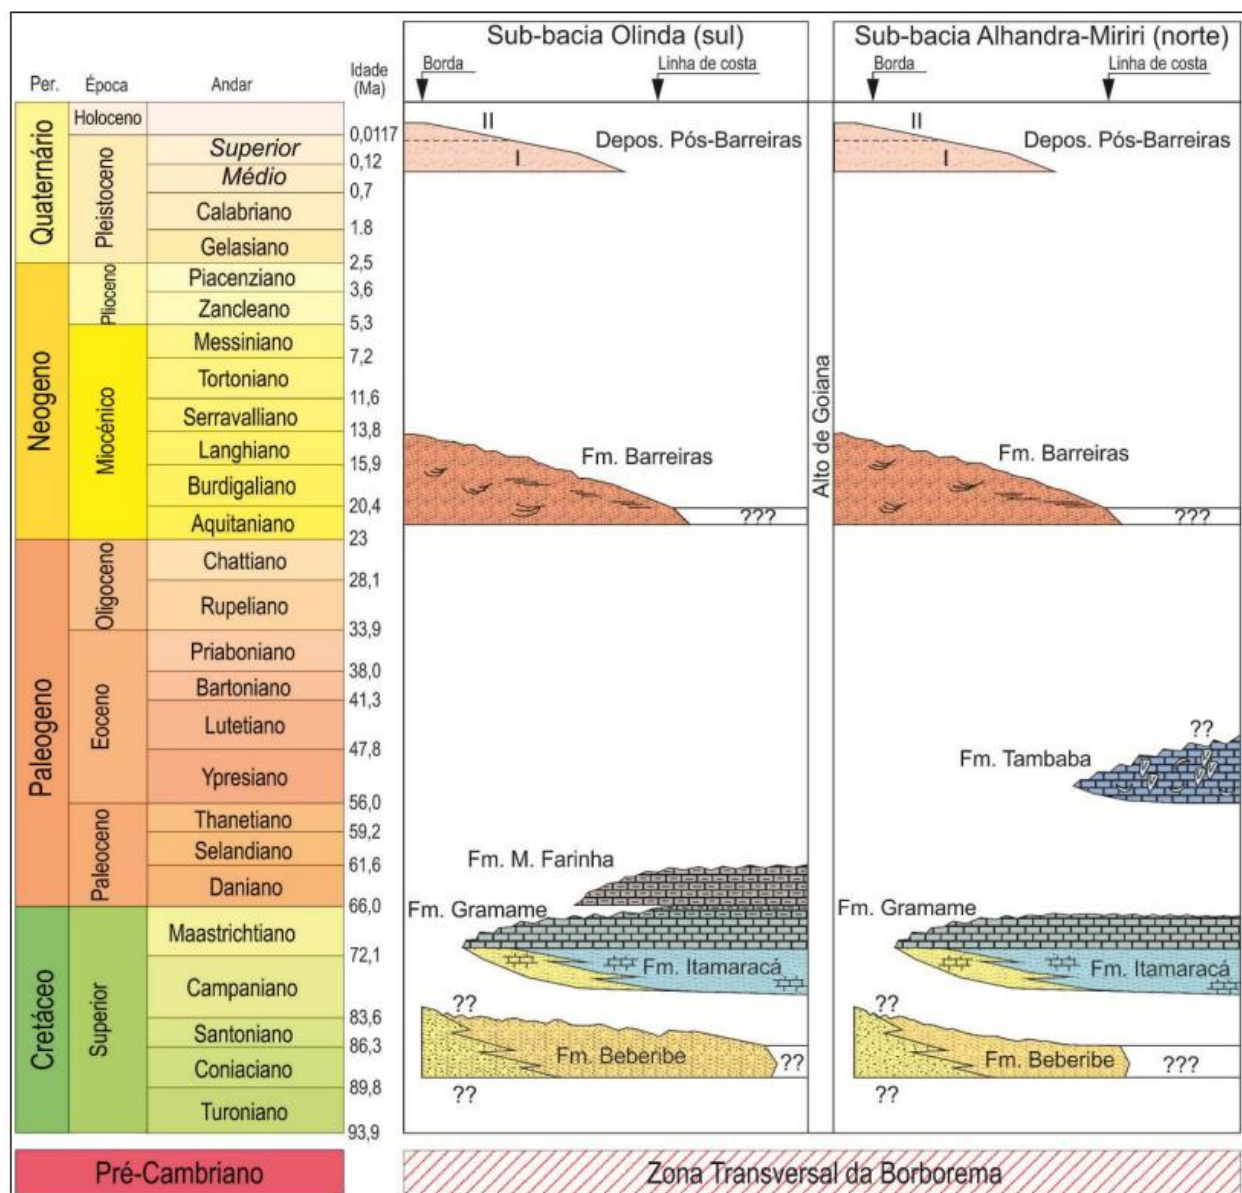 Sub-bacia Olinda (sul)
Sub-bacia Alhandra-Miriri (norte)
Borda
Linha de costa
Borda
Linha de costa
Per.
Época
Andar
Idade
(Ma)
Quaternário
Holoceno
0,0117
Pleistoceno
Superior
0,12
Médio
0,7
Calabriano
1.8
Gelasiano
2,5
Neogeno
Plioceno
Piacenziano
3,6
Zancleano
5,3
Miocénico
Messiniano
7,2
Tortoniano
11,6
Serravalliano
13,8
Langhiano
15,9
Burdigaliano
20,4
Aquitaniano
23
Paleogeno
Oligoceno
Chattiano
28,1
Rupeliano
33,9
Eoceno
Priaboniano
38,0
Bartoniano
41,3
Lutetiano
47,8
Ypresiano
56,0
Paleoceno
Thanetiano
59,2
Selandiano
61,6
Daniano
66,0
Cretáceo
Superior
Maastrichtiano
72,1
Campaniano
83,6
Santoniano
86,3
Coniaciano
89,8
Turoniano
93,9
Pré-Cambriano
II
I
Depos. Pós-Barreiras
Fm. Barreiras
???
Fm. M. Farinha
Fm. Gramame
Fm. Itamaracá
??
Fm. Beberibe
??
??
Alto de Goiana
II
I
Depos. Pós-Barreiras
Fm. Barreiras
???
??
Fm. Tambaba
Fm. Gramame
Fm. Itamaracá
??
Fm. Beberibe
???
??
Zona Transversal da Borborema